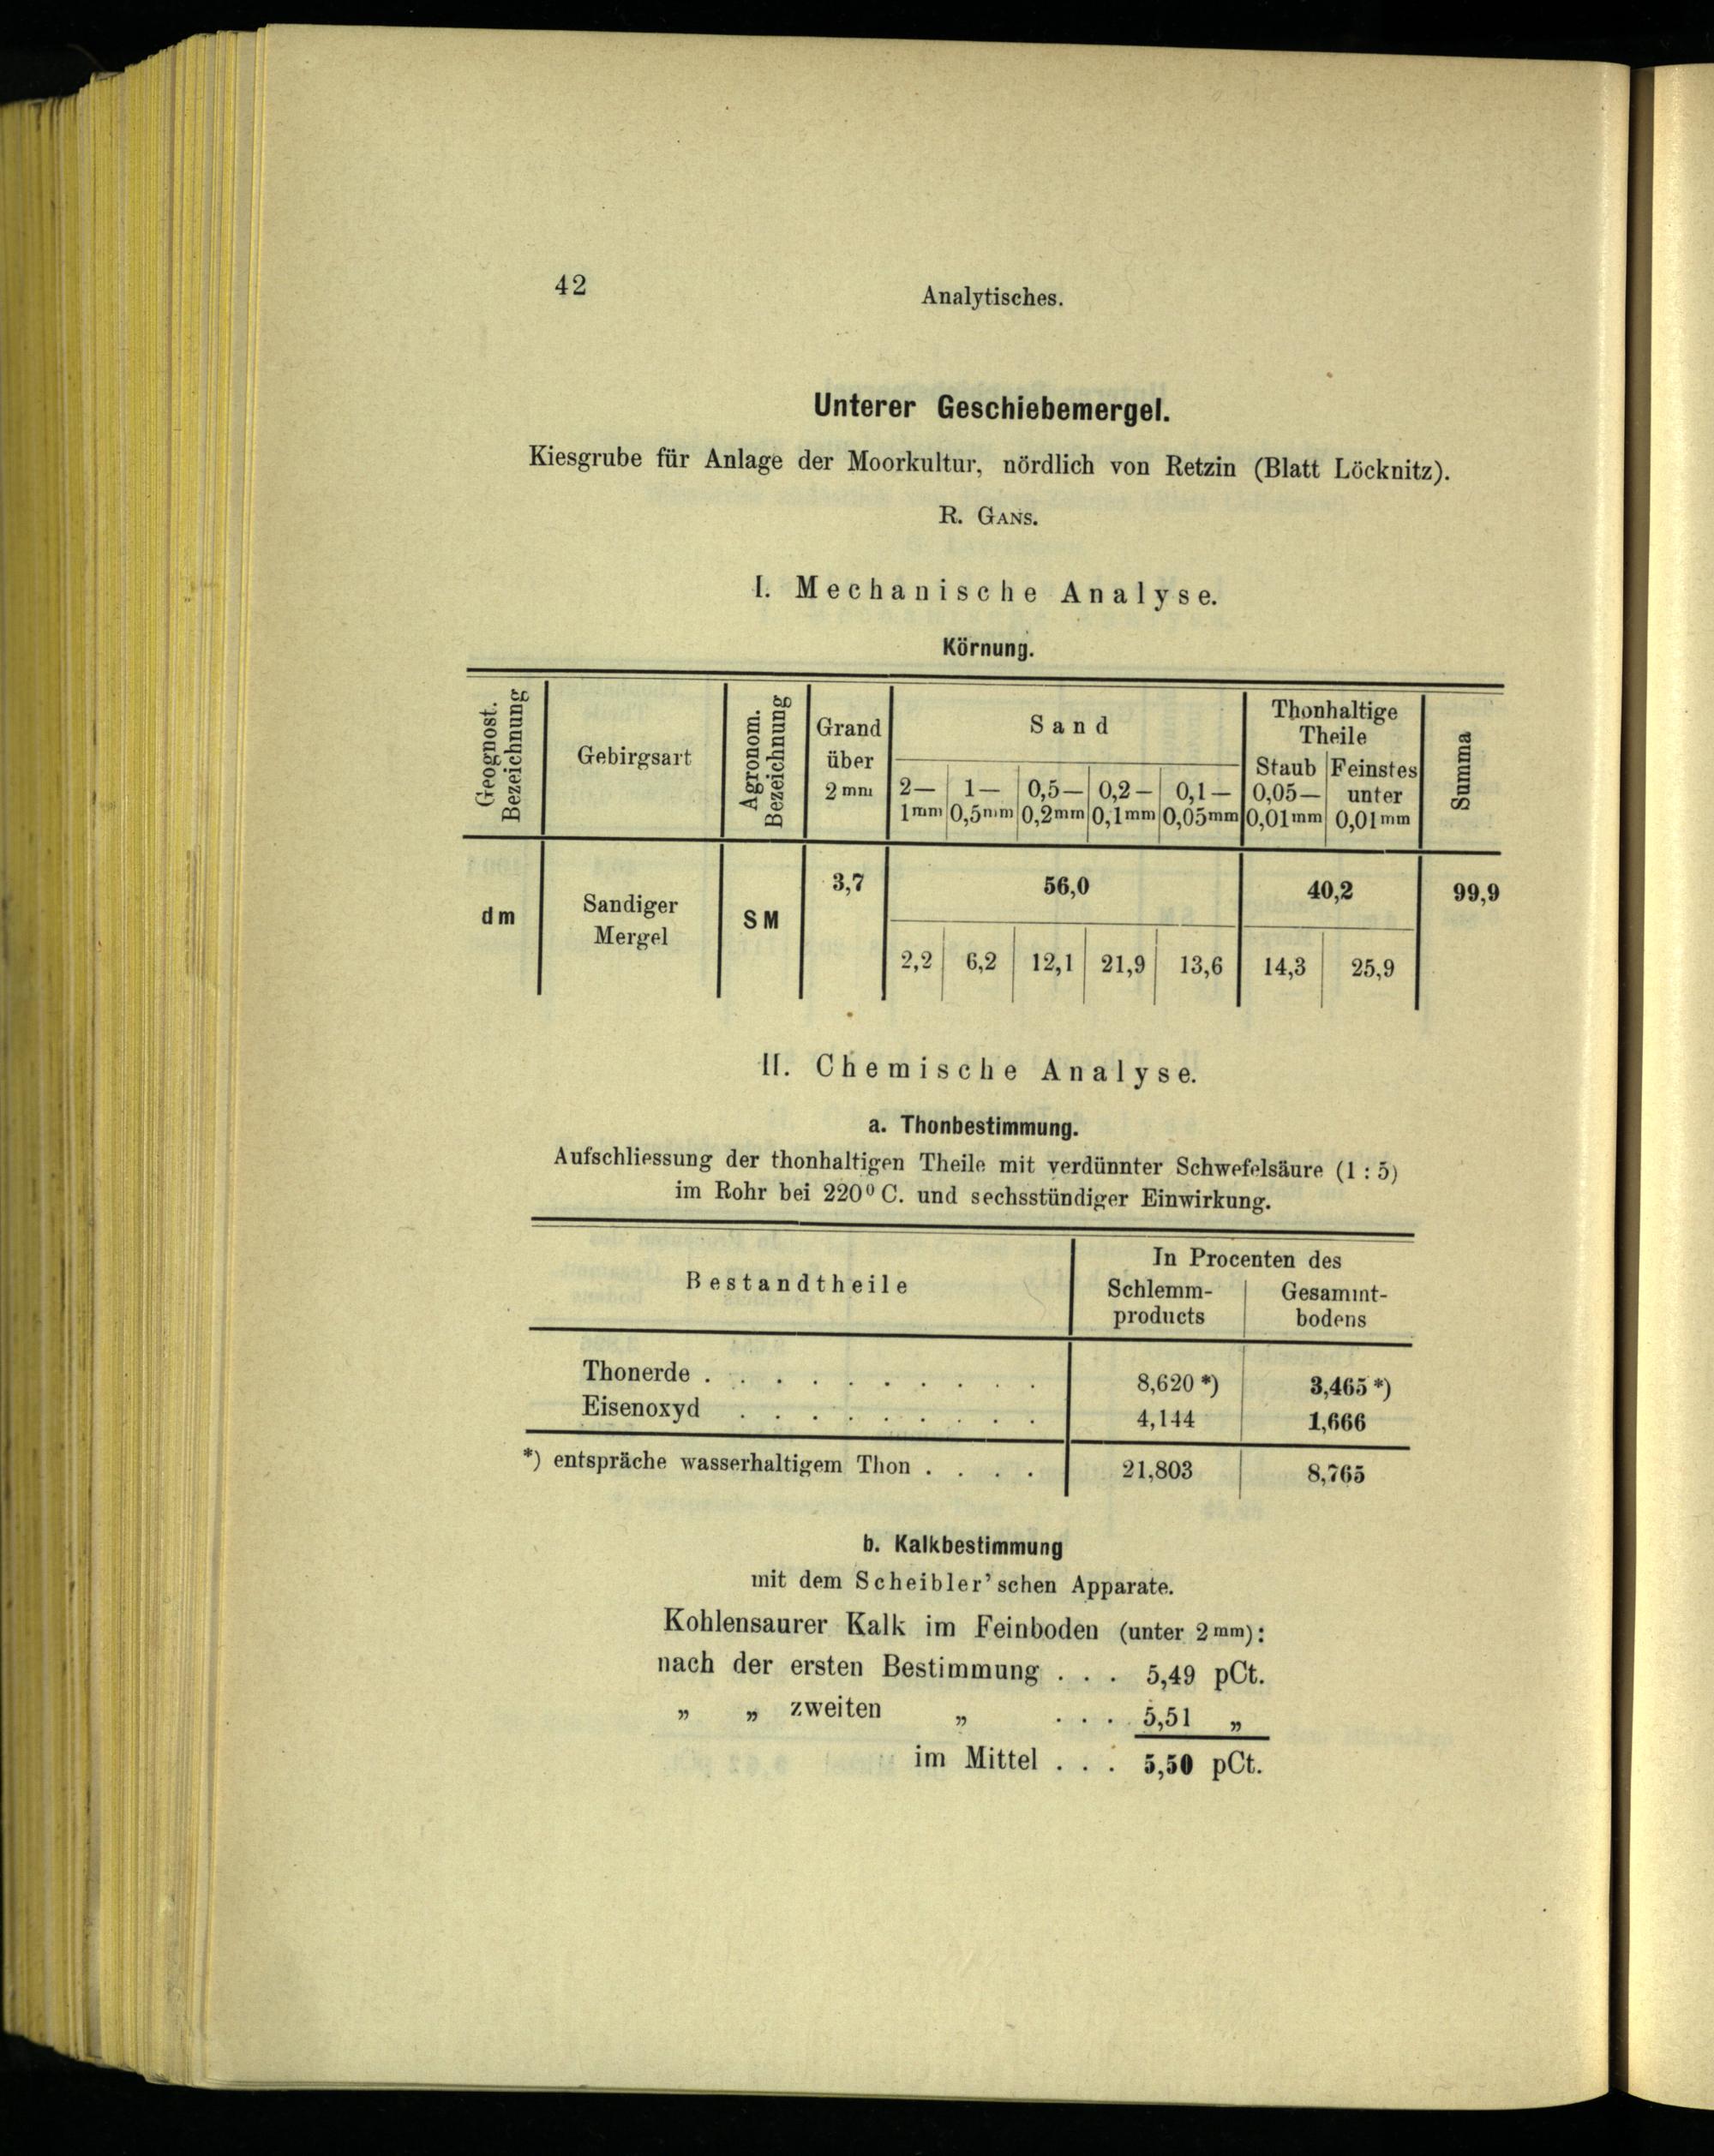 42
Analytisches.
Unterer Geschiebemergel.
Kiesgrube für Anlage der Moorkultur, nördlich von Retzin (Blatt Löcknitz).
R. GANS.
I. Mechanische Analyse.
Körnung.
Geognost. Bezeichnung
Gebirgsart
Agronom. Bezeichnung
Grand über 2mm
Sand
2— 1mm
1— 0,5mm
0,5— 0,2mm
0,2— 0,1mm
0,1— 0,05mm
Thonhaltige Theile
Staub 0,05— 0,01mm
Feinstes unter 0,01mm
Summa
dm
Sandiger Mergel
SM
3,7
56,0
40,2
99,9
2,2 6,2 12,1 21,9 13,6 14,3 25,9
II. Chemische Analyse.
a. Thonbestimmung.
Aufschliessung der thonhaltigen Theile mit verdünnter Schwefelsäure (1 : 5)
im Rohr bei 220⁰ C. und sechsstündiger Einwirkung.
Bestandtheile
In Procenten des
Schlemm- products
Gesammt- bodens
Thonerde . . . . . . . . . . 8,620 *) 3,465 *)
Eisenoxyd . . . . . . . . . 4,144 1,666
*) entspräche wasserhaltigem Thon . . . . 21,803 8,765
b. Kalkbestimmung
mit dem Scheibler'schen Apparate.
Kohlensaurer Kalk im Feinboden (unter 2mm):
nach der ersten Bestimmung . . . 5,49 pCt.
„ „ zweiten „ . . . 5,51 „
im Mittel . . . 5,50 pCt.